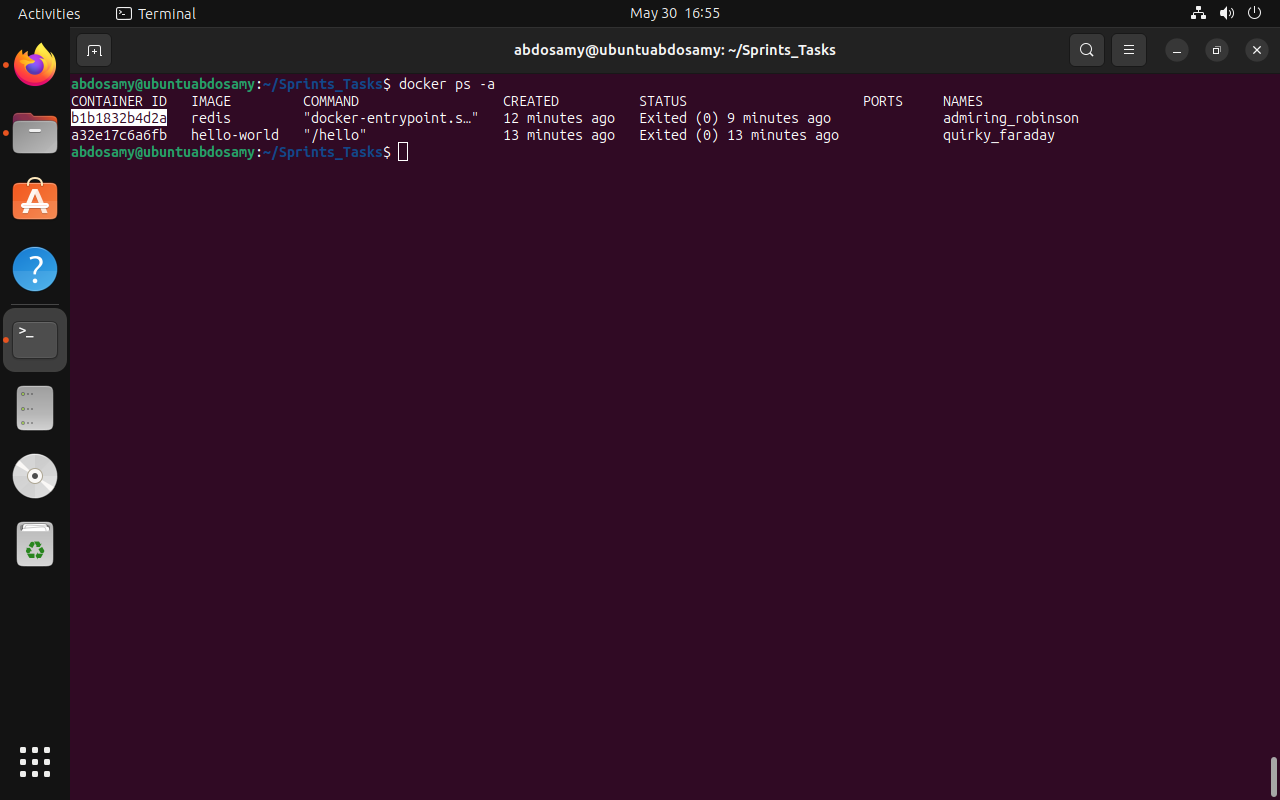 Activities Terminal May 30 16:55
abdosamy@ubuntuabdosamy: ~/Sprints_Tasks
abdosamy@ubuntuabdosamy:~/Sprints_Tasks$ docker ps -a
CONTAINER ID IMAGE COMMAND CREATED STATUS PORTS NAMES
b1b1832b4d2a redis "docker-entrypoint.s…" 12 minutes ago Exited (0) 9 minutes ago admiring_robinson
a32e17c6a6fb hello-world "/hello" 13 minutes ago Exited (0) 13 minutes ago quirky_faraday
abdosamy@ubuntuabdosamy:~/Sprints_Tasks$